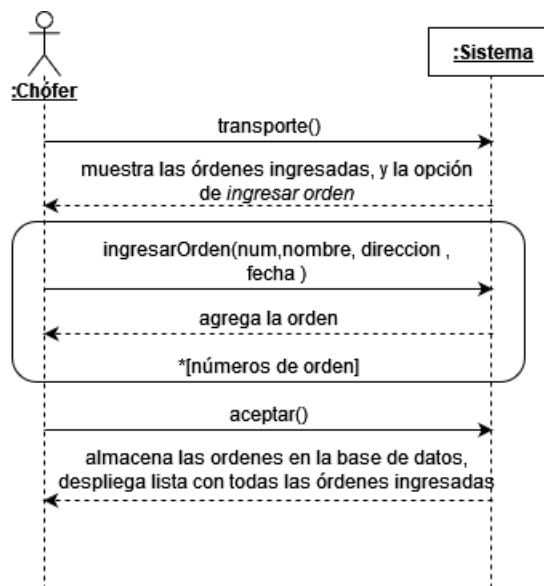 :Chófer
:Sistema
transporte()
muestra las órdenes ingresadas, y la opción
de ingresar orden
ingresarOrden(num,nombre, direccion ,
fecha )
agrega la orden
*[números de orden]
aceptar()
almacena las ordenes en la base de datos,
despliega lista con todas las órdenes ingresadas